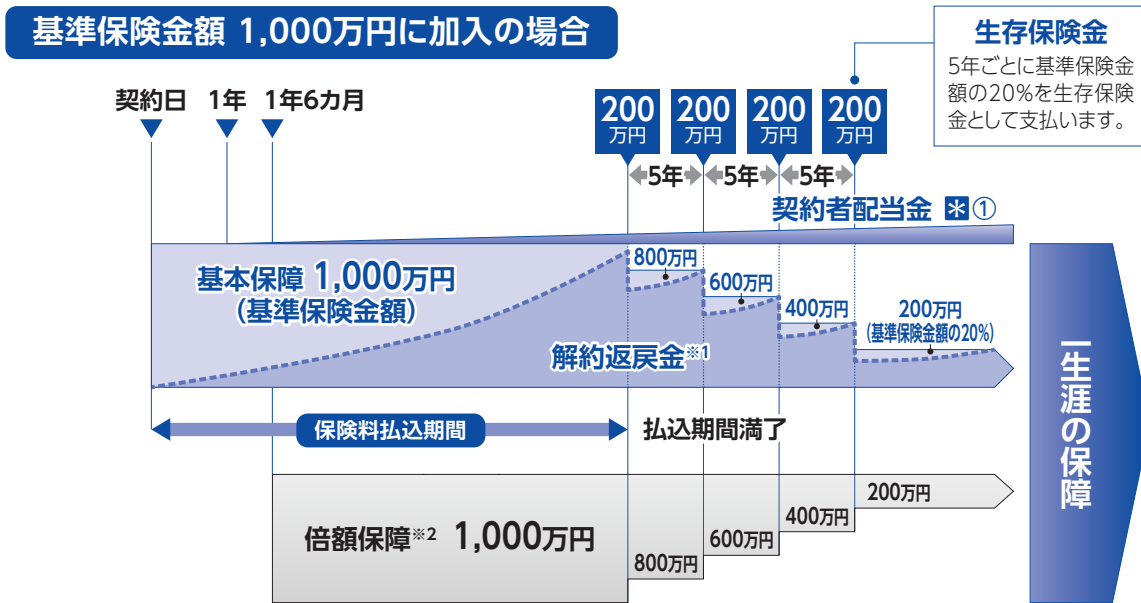 基準保険金額 1,000万円に加入の場合
生存保険金
5年ごとに基準保険金
額の20%を生存保険
金として支払います。
契約日 1年 1年6カ月
200
万円
200
万円
200
万円
200
万円
5年 5年 5年
契約者配当金 ＊①
基本保障 1,000万円
(基準保険金額)
800万円
600万円
400万円
200万円
(基準保険金額の20%)
解約返戻金※1
一生涯の保障
保険料払込期間
払込期間満了
倍額保障※2 1,000万円
800万円
600万円
400万円
200万円